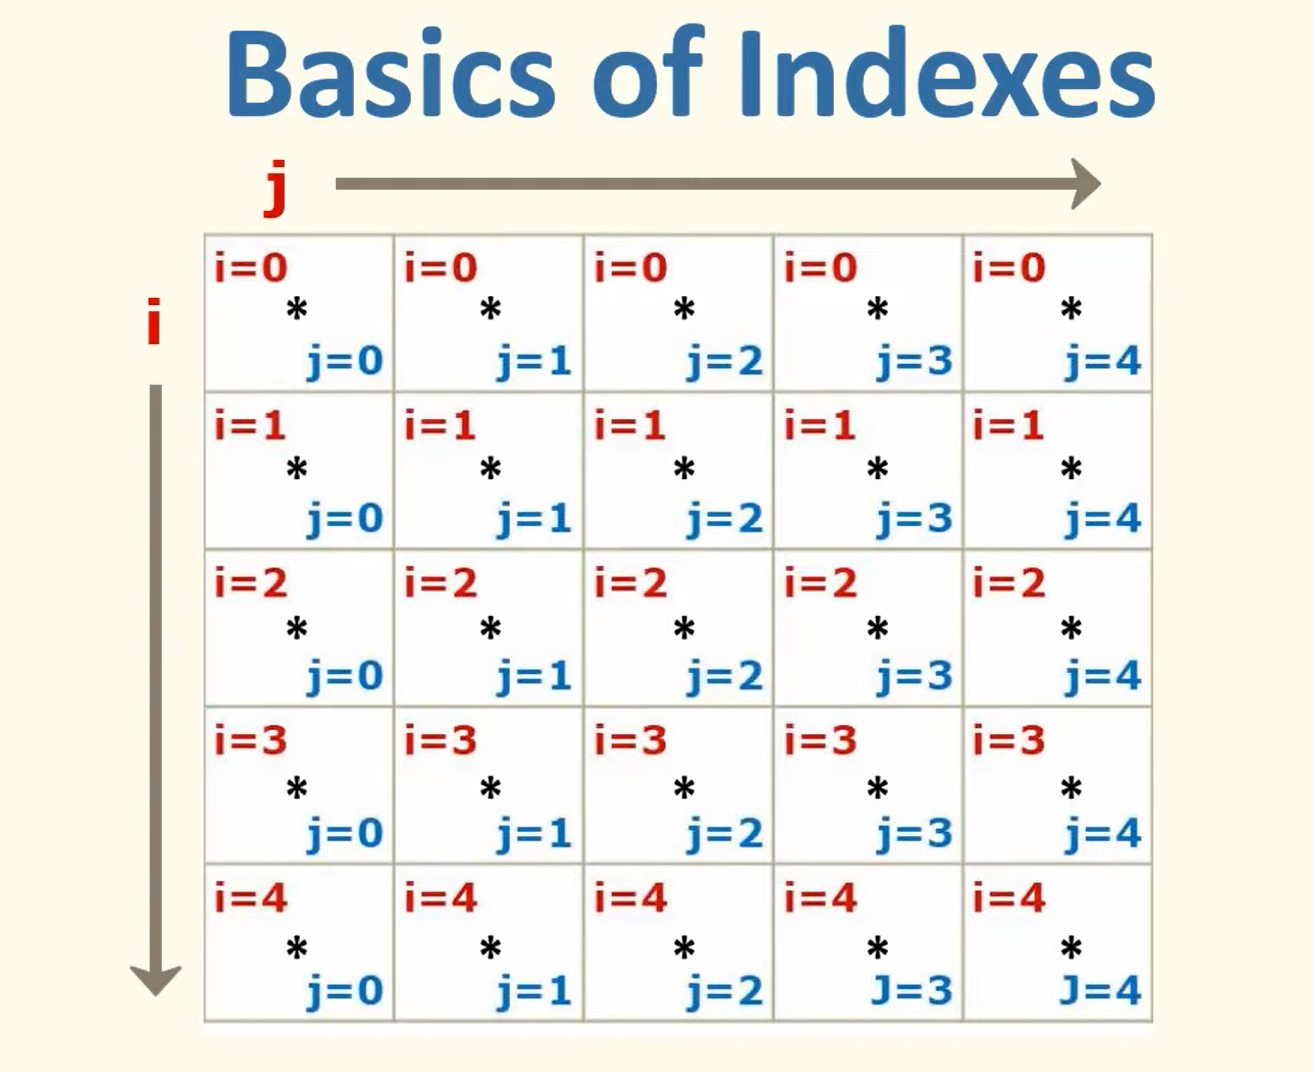 Basics of Indexes
j
i
i=0 i=0 i=0 i=0 i=0
* * * * *
j=0 j=1 j=2 j=3 j=4
i=1 i=1 i=1 i=1 i=1
* * * * *
j=0 j=1 j=2 j=3 j=4
i=2 i=2 i=2 i=2 i=2
* * * * *
j=0 j=1 j=2 j=3 j=4
i=3 i=3 i=3 i=3 i=3
* * * * *
j=0 j=1 j=2 j=3 j=4
i=4 i=4 i=4 i=4 i=4
* * * * *
j=0 j=1 j=2 J=3 J=4